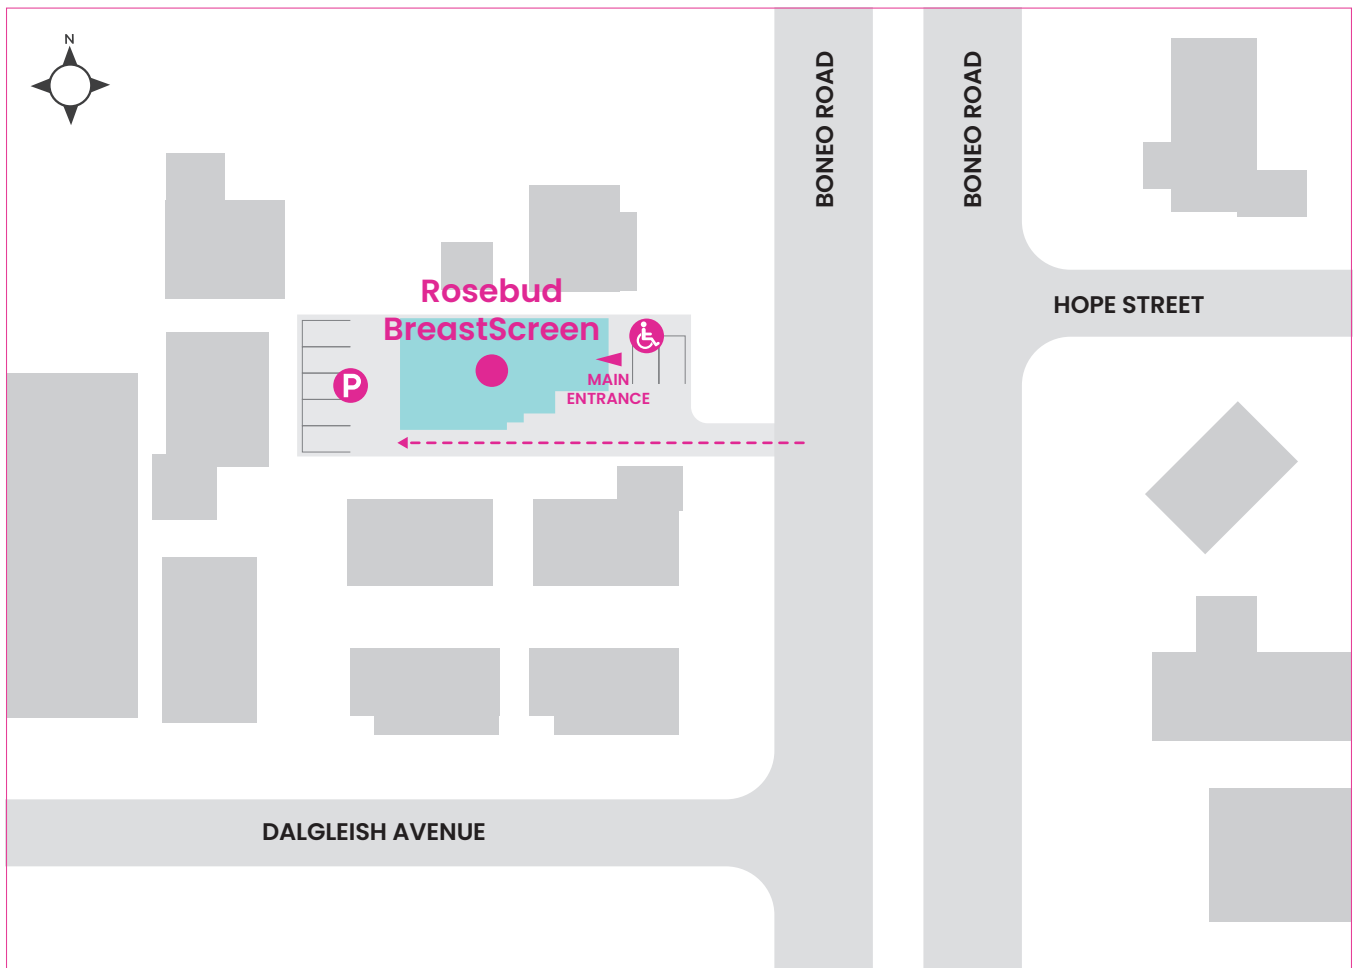 N
BONEO ROAD
BONEO ROAD
Rosebud
BreastScreen
HOPE STREET
P
MAIN
ENTRANCE
DALGLEISH AVENUE